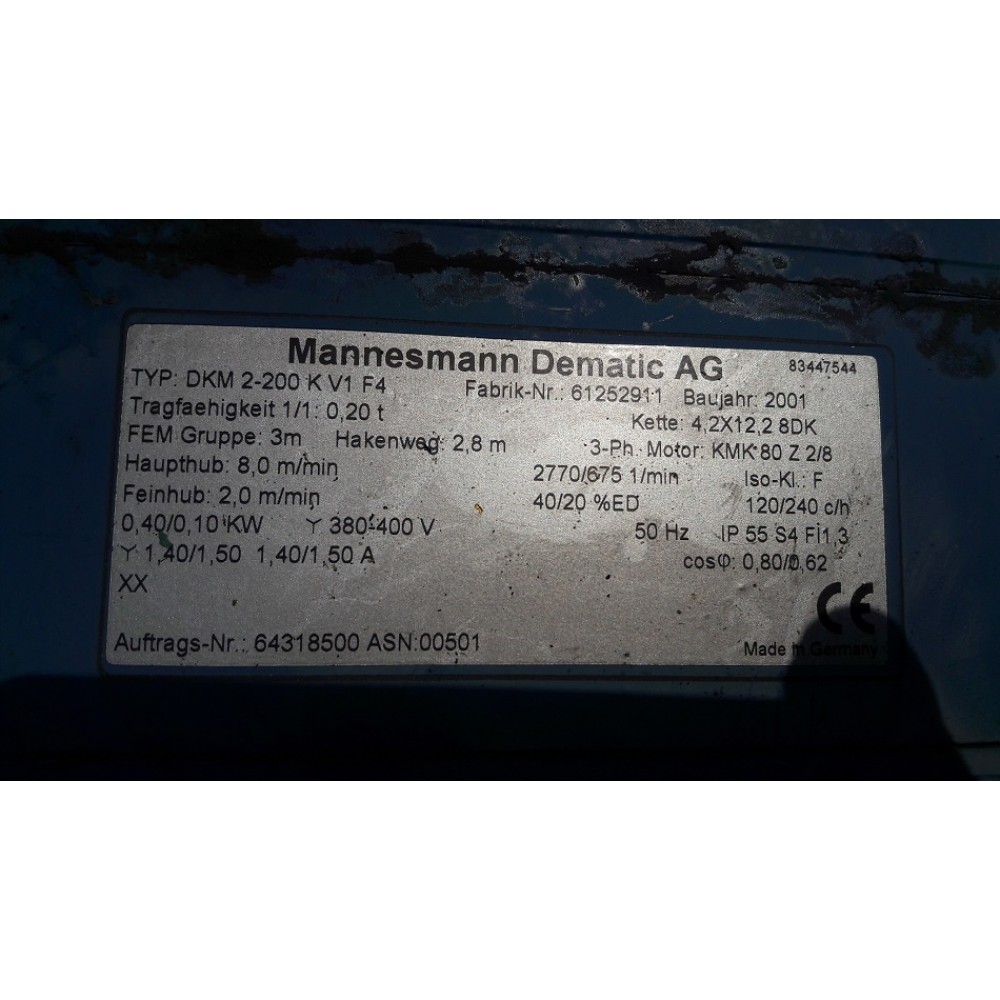 Mannesmann Dematic AG 83447544
TYP: DKM 2-200 K V1 F4 Fabrik-Nr.: 61252911 Baujahr: 2001
Tragfaehigkeit 1/1: 0,20 t Kette: 4,2X12,2 8DK
FEM Gruppe: 3m Hakenweg: 2,8 m 3-Ph. Motor: KMK 80 Z 2/8
Haupthub: 8,0 m/min 2770/675 1/min Iso-Kl.: F
Feinhub: 2,0 m/min 40/20 %ED 120/240 c/h
0,40/0,10 KW Y 380-400 V 50 Hz IP 55 S4 FI1,3
Y 1,40/1,50 1,40/1,50 A cosφ: 0,80/0,62
XX
CE
Auftrags-Nr.: 64318500 ASN:00501 Made in Germany